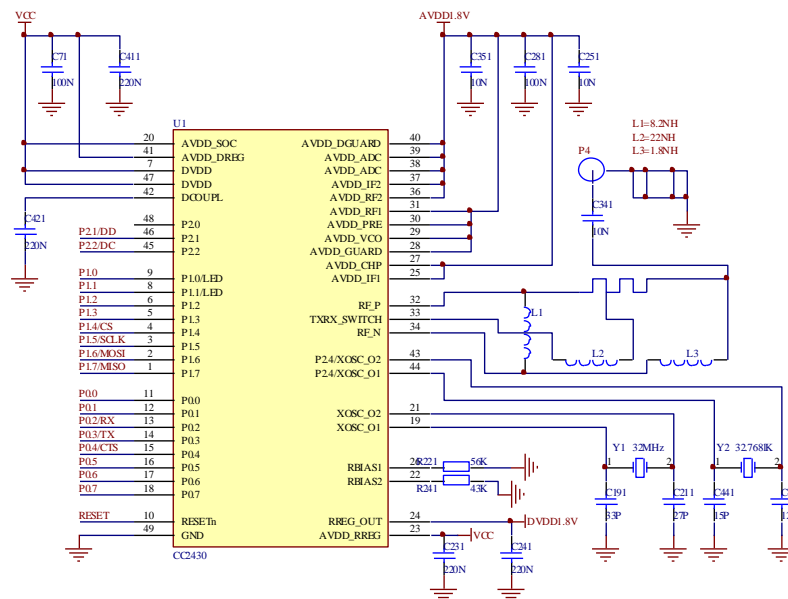 VCC
AVDD1.8V
C71
100N
C411
220N
C351
10N
C281
100N
C251
10N
U1
L1=8.2NH
L2=22NH
L3=1.8NH
P4
C341
10N
20 AVDD_SOC AVDD_DGUARD 40
41 AVDD_DREG AVDD_ADC 39
7 DVDD AVDD_ADC 38
47 DVDD AVDD_IF2 37
42 DCOUPL AVDD_RF2 36
AVDD_RF1 31
C421
220N
48 P2.0 AVDD_PRE 30
P2.1/DD 46 P2.1 AVDD_VCO 29
P2.2/DC 45 P2.2 AVDD_GUARD 28
AVDD_CHP 27
P1.0 9 P1.0/LED AVDD_IF1 25
P1.1 8 P1.1/LED
P1.2 6 P1.2 RF_P 32
P1.3 5 P1.3 TXRX_SWITCH 33
P1.4/CS 4 P1.4 RF_N 34
P1.5/SCLK 3 P1.5
P1.6/MOSI 2 P1.6 P2.4/XOSC_O2 43
P1.7/MISO 1 P1.7 P2.4/XOSC_O1 44
L1
L2
L3
P0.0 11 P0.0
P0.1 12 P0.1 XOSC_O2 21
P0.2/RX 13 P0.2 XOSC_O1 19
P0.3/TX 14 P0.3
P0.4/CTS 15 P0.4
P0.5 16 P0.5 RBIAS1 26 R221 56K
P0.6 17 P0.6 RBIAS2 22 R241 43K
P0.7 18 P0.7
Y1 32MHz
1 2
Y2 32.768K
1 2
C191
33P
C211
27P
C441
15P
RESET 10 RESETn RREG_OUT 24 DVDD1.8V
49 GND AVDD_RREG 23 VCC
CC2430
C231
220N
C241
220N